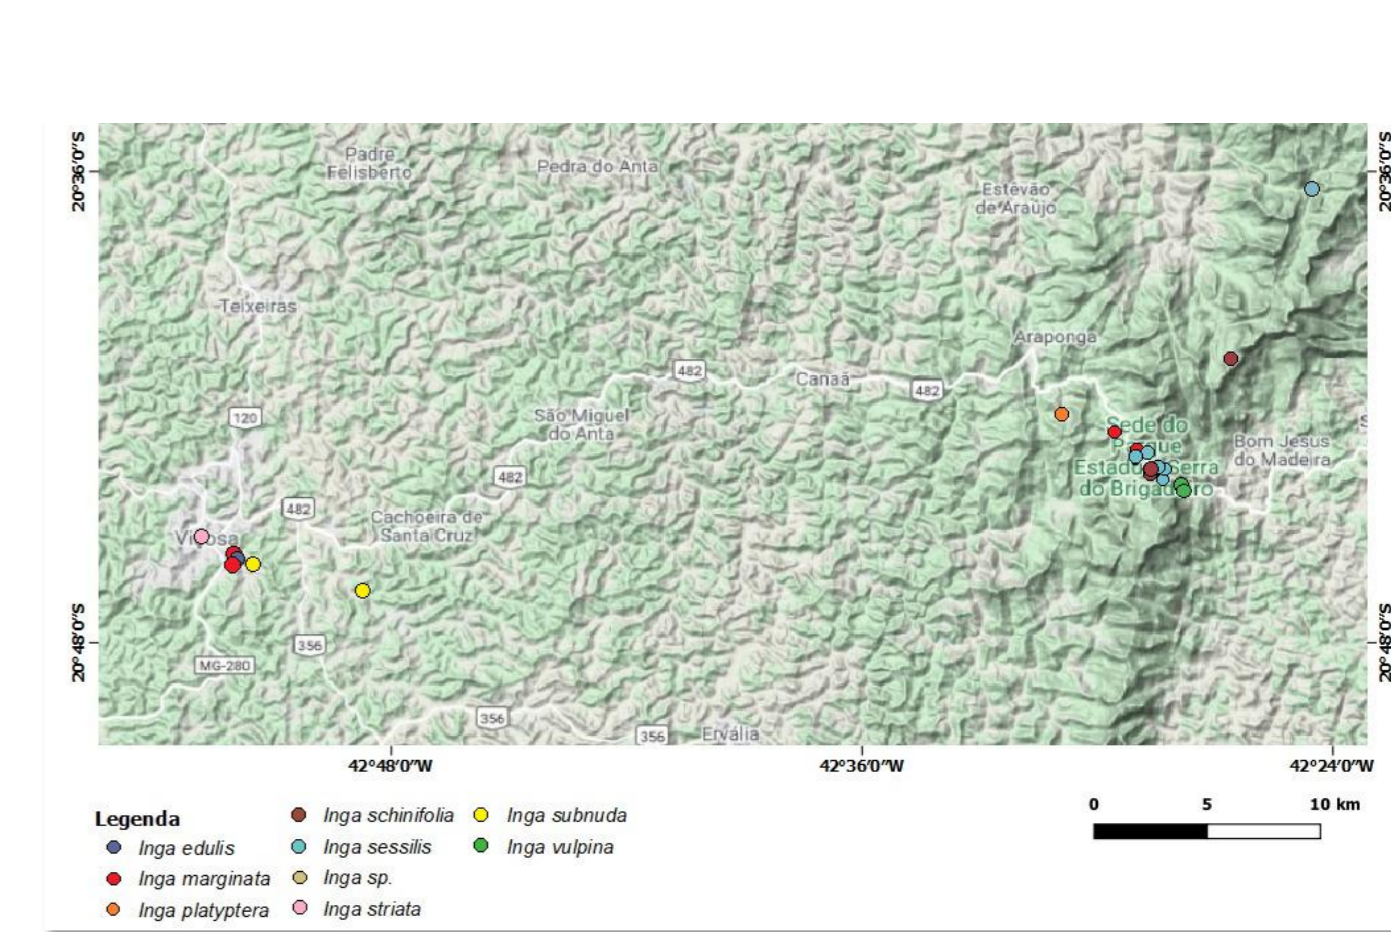 20°36′0″S
20°36′0″S
Padre
Felisberto
Pedra do Anta
Estêvão
de Araújo
Teixeiras
Araponga
482
Canaã
482
120
São Miguel
do Anta
Sede do
Parque
Bom Jesus
do Madeira
S
Estado Serra
do Brigadeiro
482
482
Cachoeira de
Santa Cruz
Viçosa
20°48′0″S
20°48′0″S
356
MG-280
356
356
Ervália
42°48′0″W
42°36′0″W
42°24′0″W
Legenda
Inga edulis
Inga marginata
Inga platyptera
Inga schinifolia
Inga sessilis
Inga sp.
Inga striata
Inga subnuda
Inga vulpina
0 5 10 km